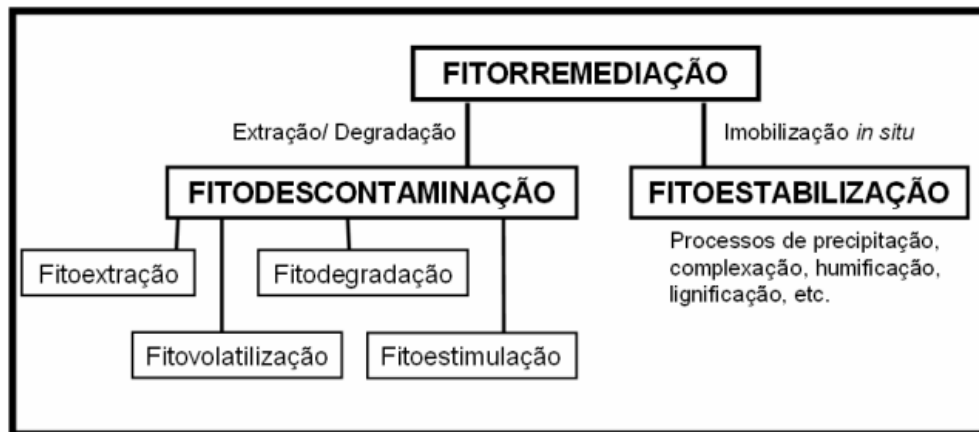 FITORREMEDIAÇÃO
Extração/ Degradação
Imobilização in situ
FITODESCONTAMINAÇÃO
FITOESTABILIZAÇÃO
Processos de precipitação,
complexação, humificação,
lignificação, etc.
Fitoextração
Fitodegradação
Fitovolatilização
Fitoestimulação